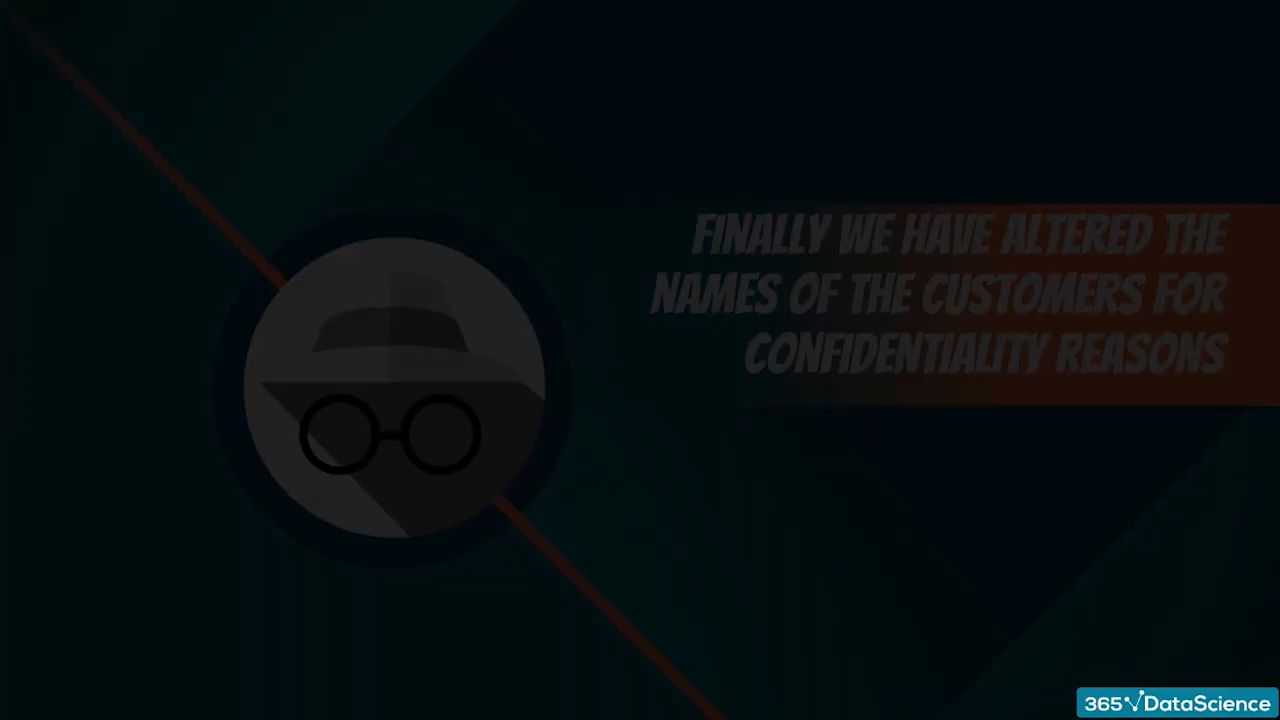 FINALLY WE HAVE ALTERED THE
NAMES OF THE CUSTOMERS FOR
CONFIDENTIALITY REASONS
365 DataScience